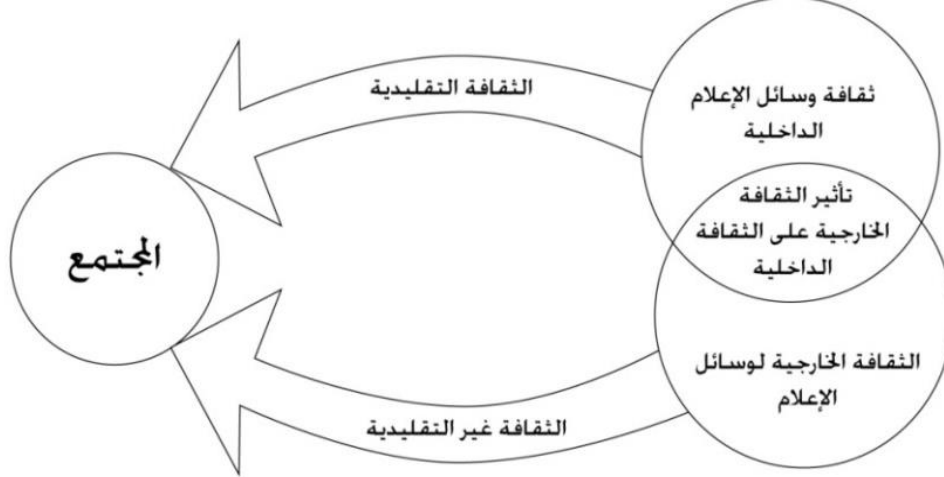 ثقافة وسائل الإعلام
الداخلية
الثقافة التقليدية
تأثير الثقافة
الخارجية على الثقافة
الداخلية
المجتمع
الثقافة الخارجية لوسائل
الإعلام
الثقافة غير التقليدية